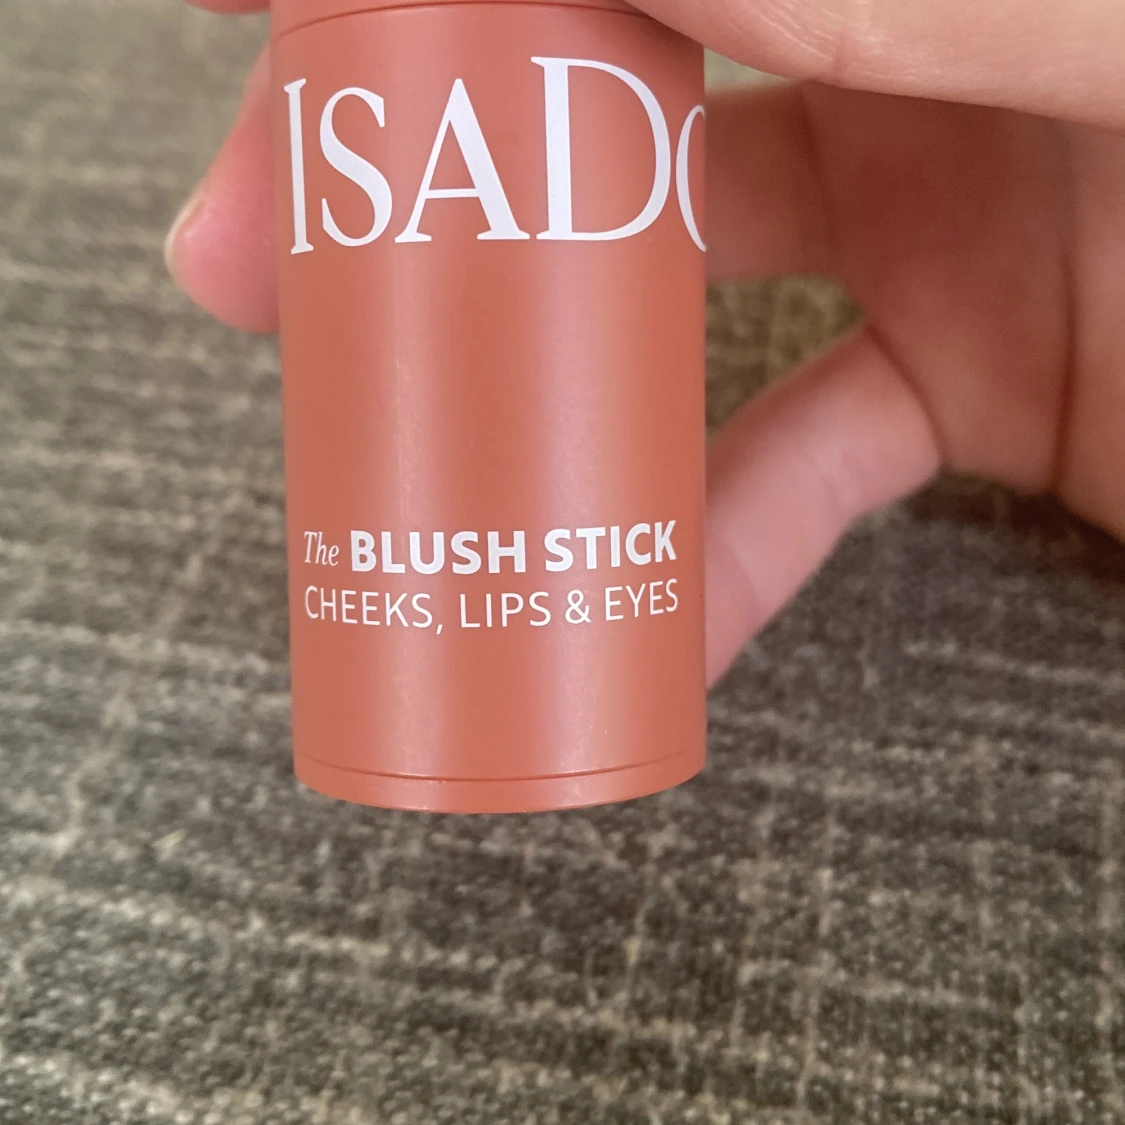 ISADO
The BLUSH STICK
CHEEKS, LIPS & EYES